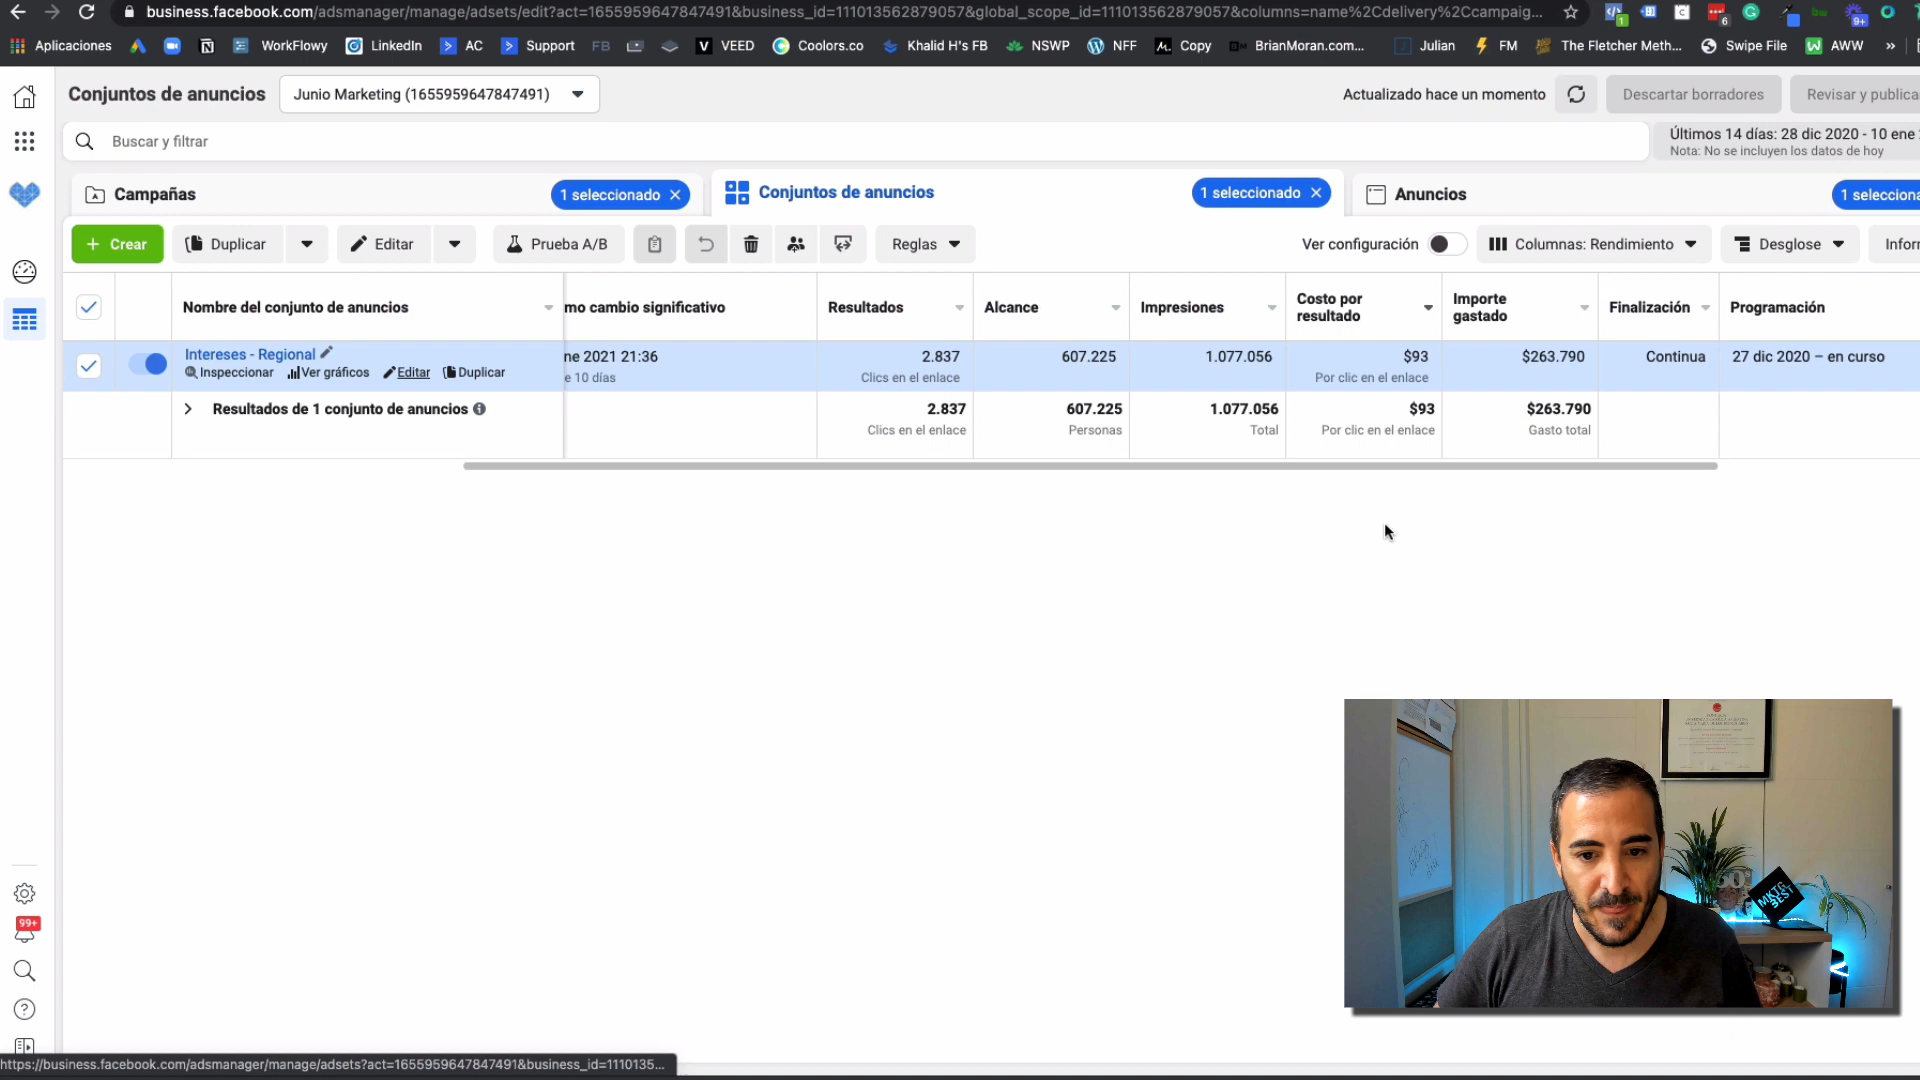 business.facebook.com/adsmanager/manage/adsets/edit?act=1655959647847491&business_id=111013562879057&global_scope_id=111013562879057&columns=name%2Cdelivery%2Ccampaig...
1
6
9+
Aplicaciones
WorkFlowy
LinkedIn
AC
Support
FB
VEED
Coolors.co
Khalid H's FB
NSWP
NFF
Copy
BrianMoran.com...
Julian
FM
The Fletcher Meth...
Swipe File
AWW
»
Conjuntos de anuncios
Junio Marketing (1655959647847491)
Actualizado hace un momento
Descartar borradores
Revisar y publica
Buscar y filtrar
Últimos 14 días: 28 dic 2020 - 10 ene
Nota: No se incluyen los datos de hoy
Campañas
1 seleccionado ×
Conjuntos de anuncios
1 seleccionado ×
Anuncios
1 selecciona
+ Crear
Duplicar
Editar
Prueba A/B
Reglas
Ver configuración
Columnas: Rendimiento
Desglose
Infor
Nombre del conjunto de anuncios
mo cambio significativo
Resultados
Alcance
Impresiones
Costo por resultado
Importe gastado
Finalización
Programación
Intereses - Regional
Inspeccionar
Ver gráficos
Editar
Duplicar
ne 2021 21:36
e 10 días
2.837
Clics en el enlace
607.225
1.077.056
$93
Por clic en el enlace
$263.790
Continua
27 dic 2020 – en curso
Resultados de 1 conjunto de anuncios
2.837
Clics en el enlace
607.225
Personas
1.077.056
Total
$93
Por clic en el enlace
$263.790
Gasto total
99+
MKTG
BEST
https://business.facebook.com/adsmanager/manage/adsets?act=1655959647847491&business_id=1110135...